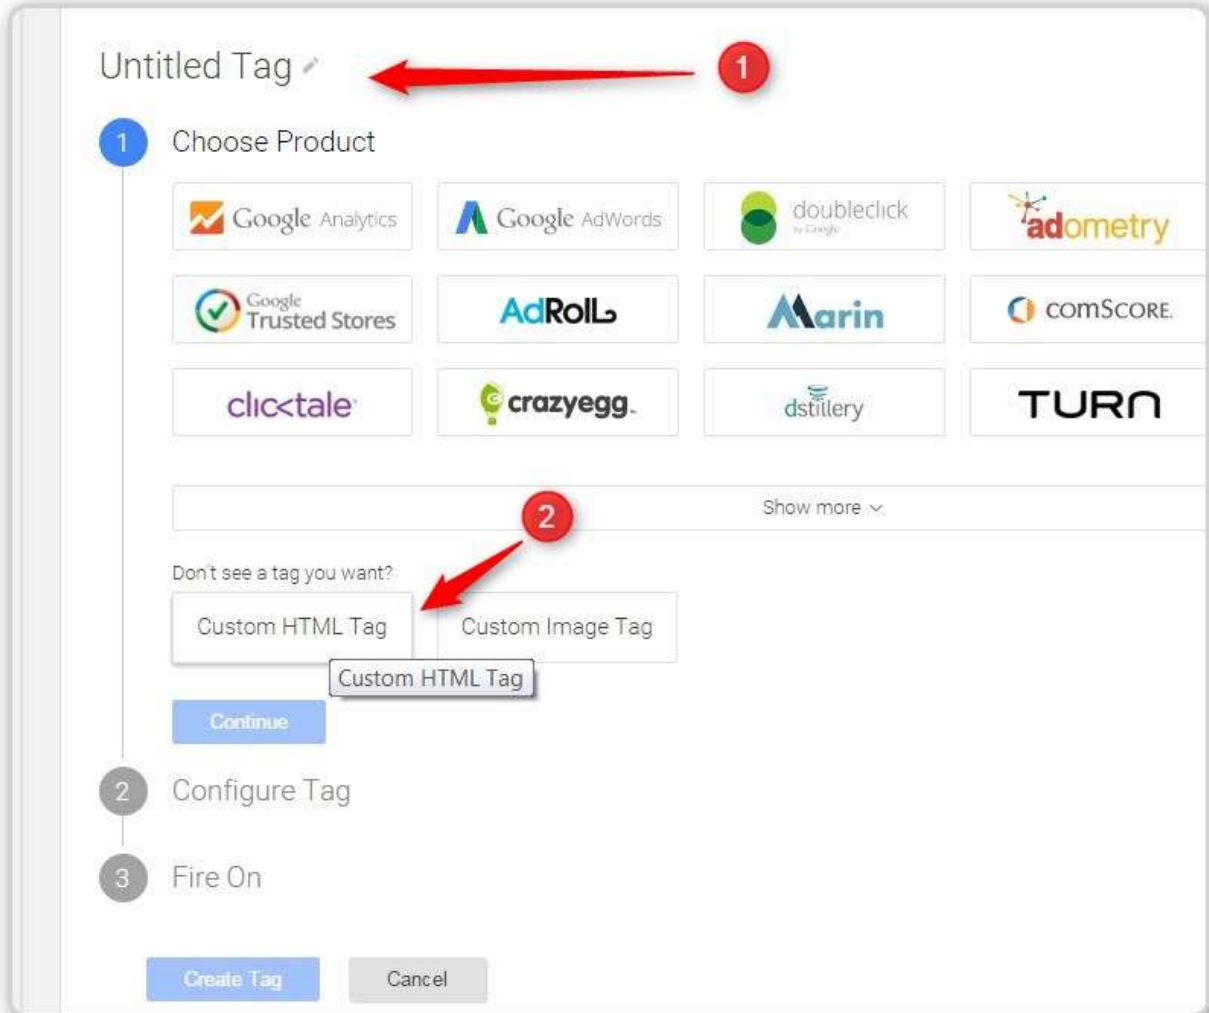 Untitled Tag
1
1
Choose Product
Google Analytics
Google AdWords
doubleclick
by Google
adometry
Google
Trusted Stores
AdRoll
Marin
comScore.
clicktale
crazyegg
dstillery
TURN
Show more
2
Don't see a tag you want?
Custom HTML Tag
Custom Image Tag
Custom HTML Tag
Continue
2
Configure Tag
3
Fire On
Create Tag
Cancel